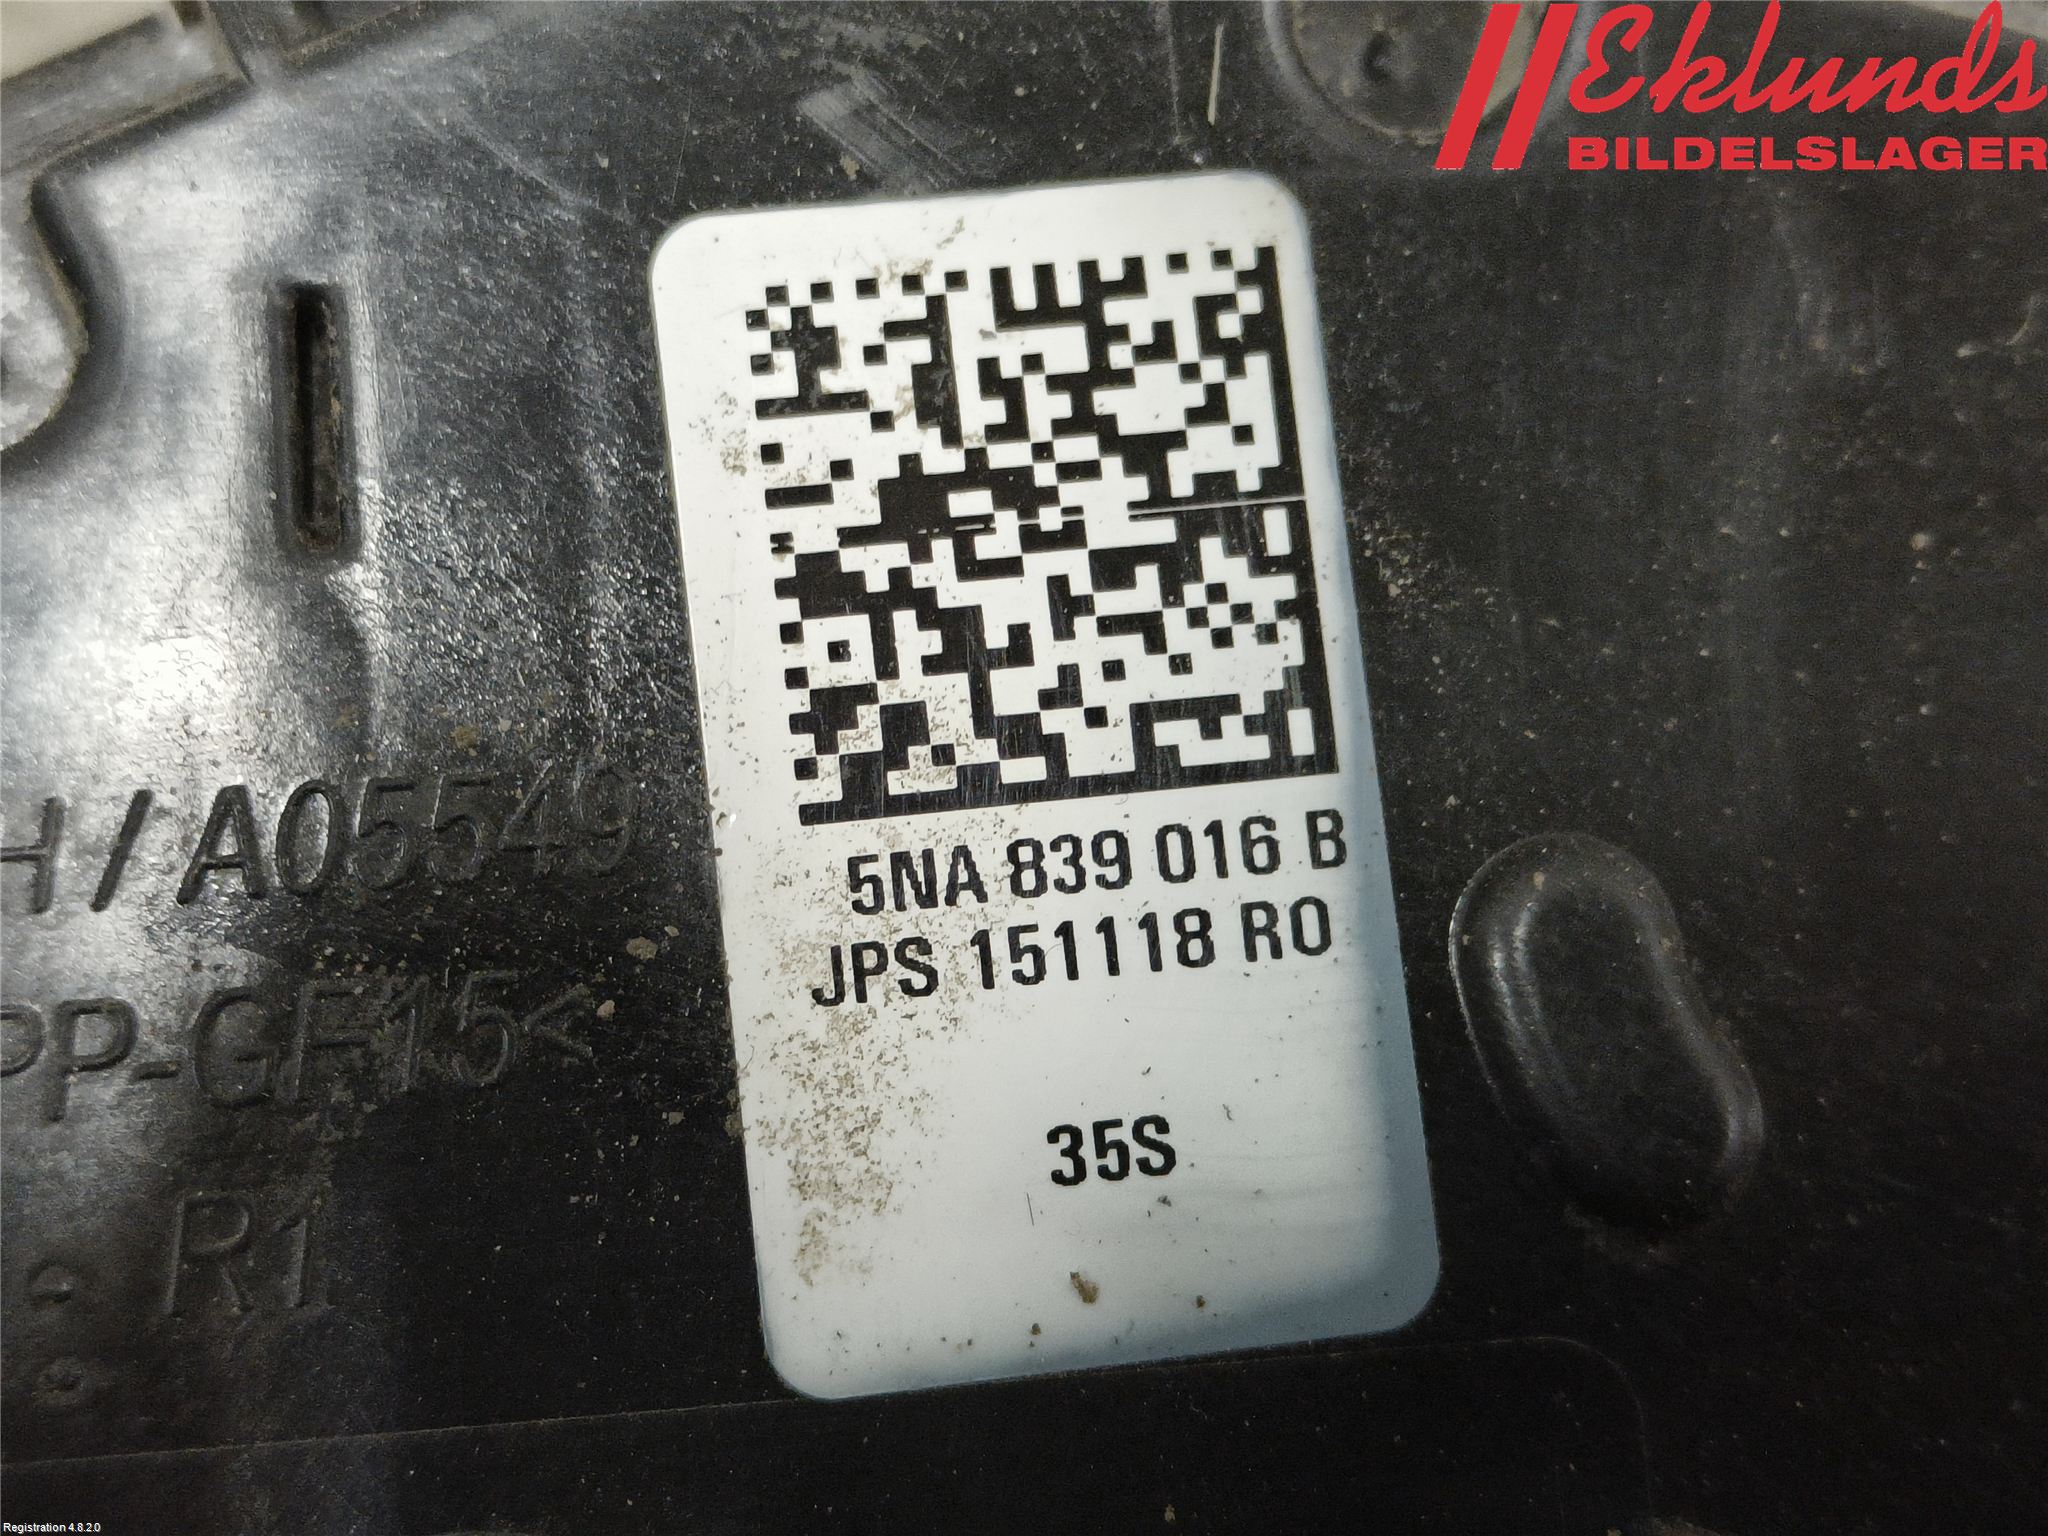 Eklunds
BILDELSLAGER
5NA 839 016 B
JPS 151118 RO
35S
H/A05549
PP-GF15<
R1
Registration 4.8.2.0